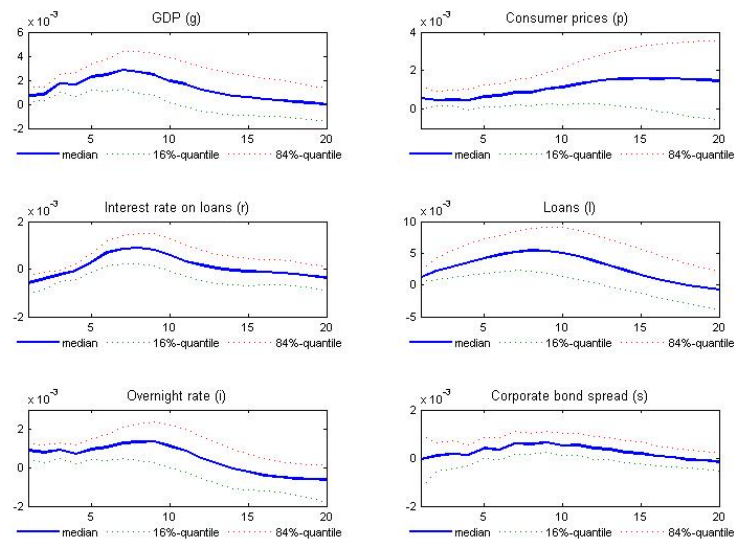 GDP (g)
x 10⁻³
6
4
2
0
-2
5 10 15 20
median 16%-quantile 84%-quantile
Consumer prices (p)
x 10⁻³
4
2
0
5 10 15 20
median 16%-quantile 84%-quantile
Interest rate on loans (r)
x 10⁻³
2
0
-2
5 10 15 20
median 16%-quantile 84%-quantile
Loans (l)
x 10⁻³
10
5
0
-5
5 10 15 20
median 16%-quantile 84%-quantile
Overnight rate (i)
x 10⁻³
2
0
-2
5 10 15 20
median 16%-quantile 84%-quantile
Corporate bond spread (s)
x 10⁻³
2
0
-2
5 10 15 20
median 16%-quantile 84%-quantile